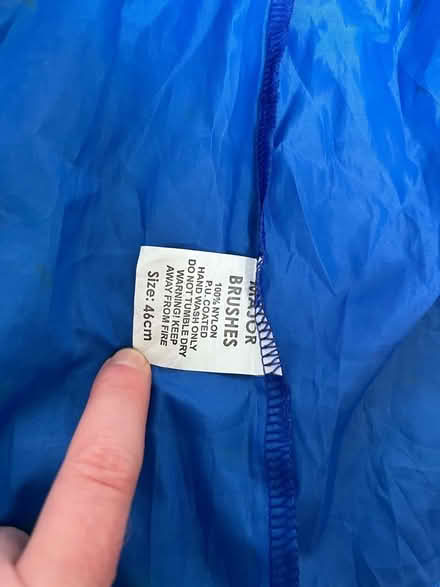 MAJOR
BRUSHES
100% NYLON
P.U. COATED
HAND WASH ONLY
DO NOT TUMBLE DRY
WARNING! KEEP
AWAY FROM FIRE
Size: 46cm